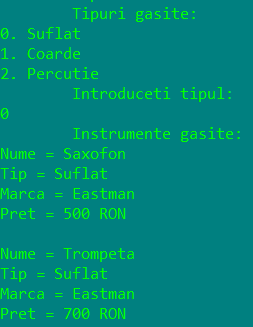 Tipuri gasite:
0. Suflat
1. Coarde
2. Percutie
Introduceti tipul:
0
Instrumente gasite:
Nume = Saxofon
Tip = Suflat
Marca = Eastman
Pret = 500 RON
Nume = Trompeta
Tip = Suflat
Marca = Eastman
Pret = 700 RON